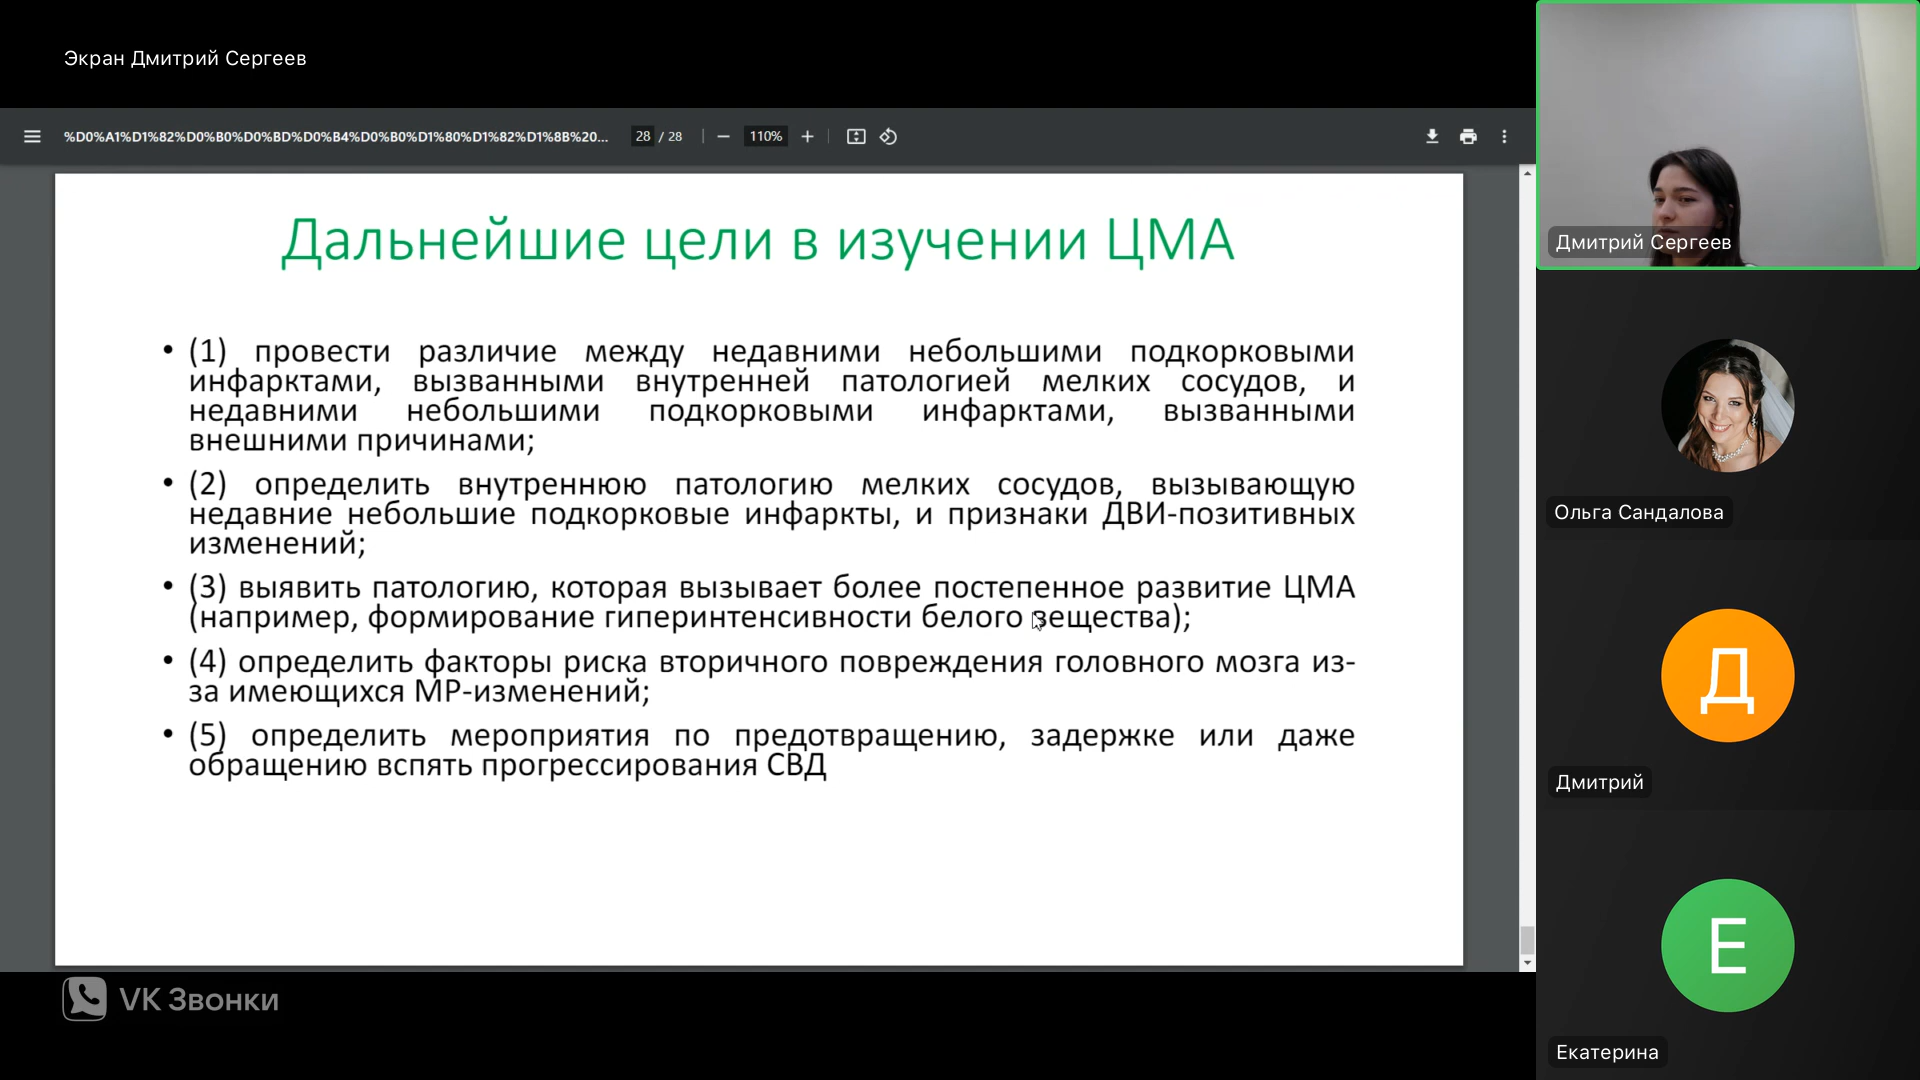 Экран Дмитрий Сергеев
%D0%A1%D1%82%D0%B0%D0%BD%D0%B4%D0%B0%D1%80%D1%82%D1%8B%20...
28 / 28
110%
Дальнейшие цели в изучении ЦМА
• (1) провести различие между недавними небольшими подкорковыми
инфарктами, вызванными внутренней патологией мелких сосудов, и
недавними небольшими подкорковыми инфарктами, вызванными
внешними причинами;
• (2) определить внутреннюю патологию мелких сосудов, вызывающую
недавние небольшие подкорковые инфаркты, и признаки ДВИ-позитивных
изменений;
• (3) выявить патологию, которая вызывает более постепенное развитие ЦМА
(например, формирование гиперинтенсивности белого вещества);
• (4) определить факторы риска вторичного повреждения головного мозга из-
за имеющихся МР-изменений;
• (5) определить мероприятия по предотвращению, задержке или даже
обращению вспять прогрессирования СВД
VK Звонки
Дмитрий Сергеев
Ольга Сандалова
Д
Дмитрий
Е
Екатерина